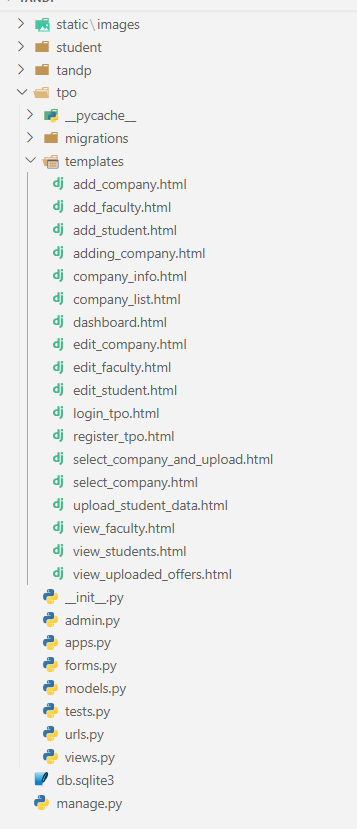 static\images
student
tandp
tpo
__pycache__
migrations
templates
add_company.html
add_faculty.html
add_student.html
adding_company.html
company_info.html
company_list.html
dashboard.html
edit_company.html
edit_faculty.html
edit_student.html
login_tpo.html
register_tpo.html
select_company_and_upload.html
select_company.html
upload_student_data.html
view_faculty.html
view_students.html
view_uploaded_offers.html
__init__.py
admin.py
apps.py
forms.py
models.py
tests.py
urls.py
views.py
db.sqlite3
manage.py